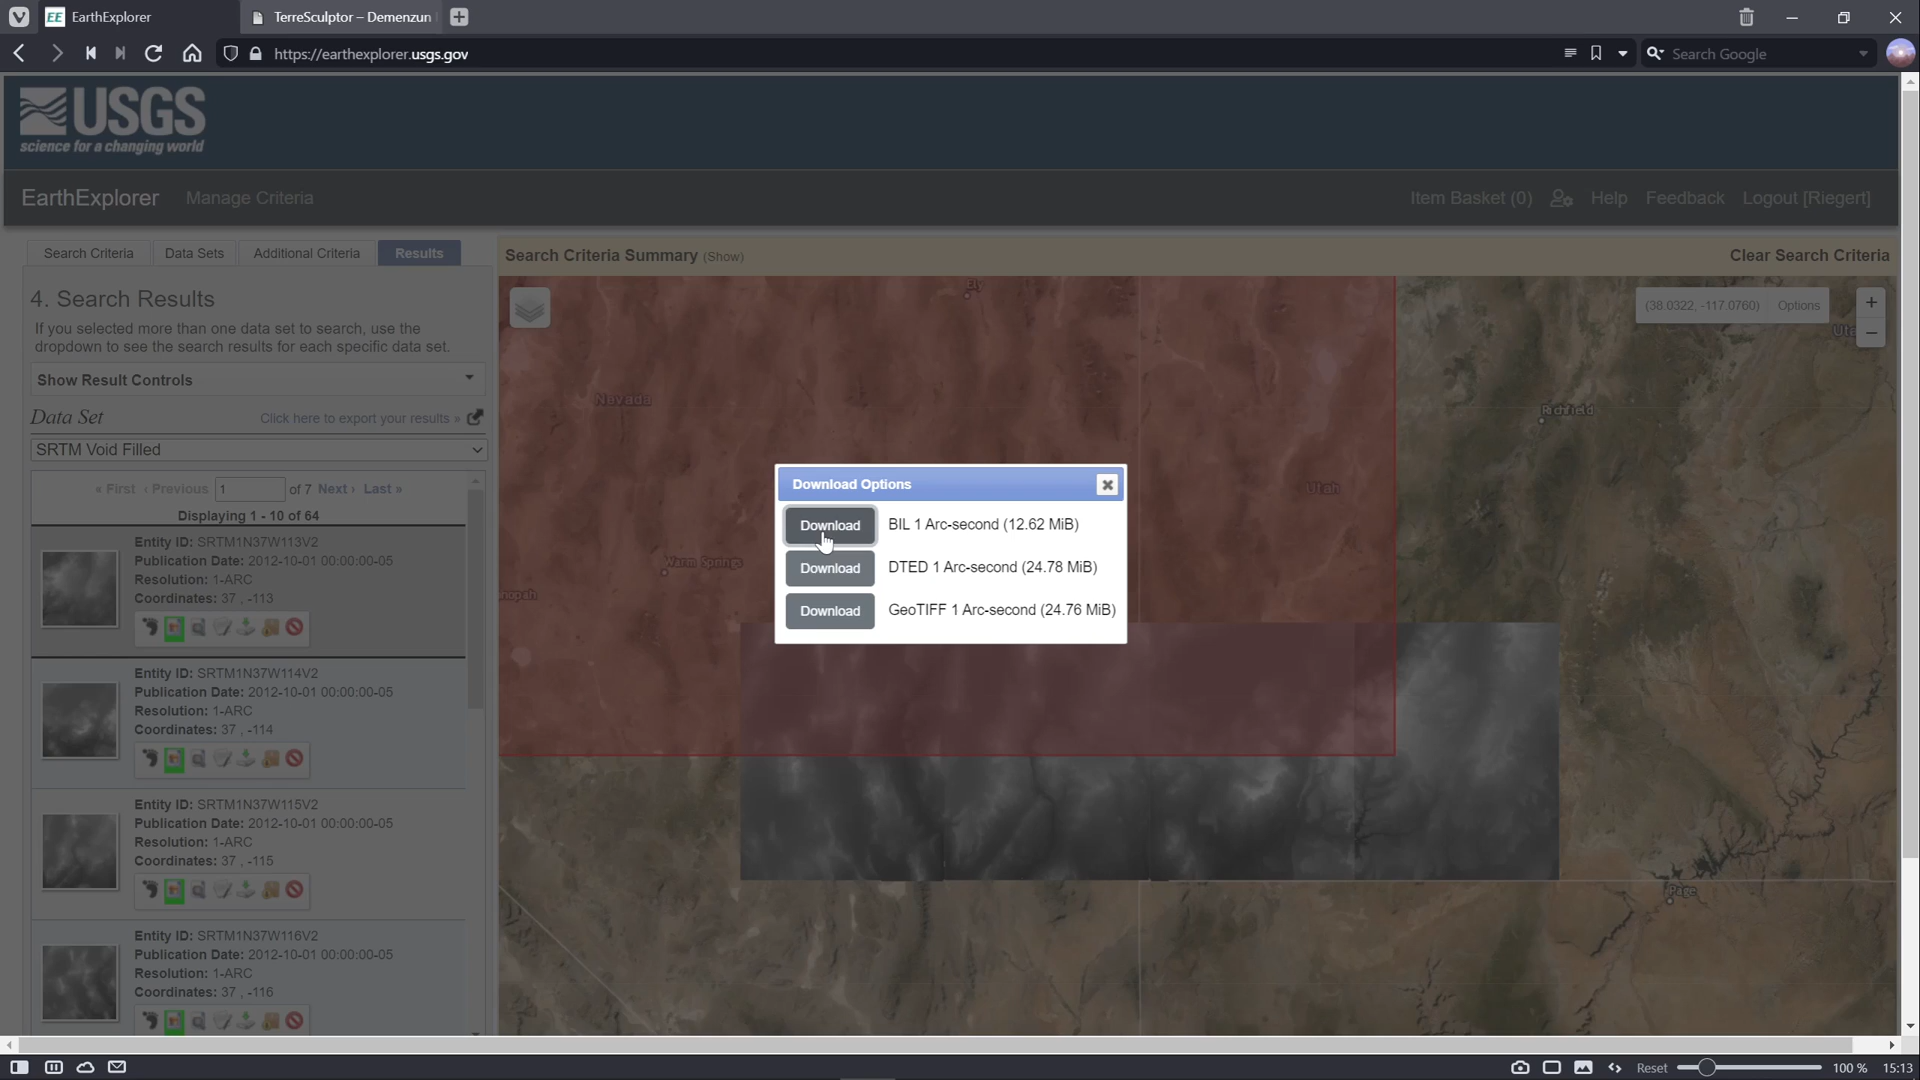 EarthExplorer
TerreSculptor – Demenzun
https://earthexplorer.usgs.gov
Search Google
USGS
science for a changing world
EarthExplorer
Manage Criteria
Item Basket (0)
Help
Feedback
Logout [Riegert]
Search Criteria
Data Sets
Additional Criteria
Results
Search Criteria Summary (Show)
Clear Search Criteria
4. Search Results
If you selected more than one data set to search, use the
dropdown to see the search results for each specific data set.
Show Result Controls
Data Set
Click here to export your results »
SRTM Void Filled
« First ‹ Previous 1 of 7 Next › Last »
Displaying 1 - 10 of 64
Entity ID: SRTM1N37W113V2
Publication Date: 2012-10-01 00:00:00-05
Resolution: 1-ARC
Coordinates: 37 , -113
Entity ID: SRTM1N37W114V2
Publication Date: 2012-10-01 00:00:00-05
Resolution: 1-ARC
Coordinates: 37 , -114
Entity ID: SRTM1N37W115V2
Publication Date: 2012-10-01 00:00:00-05
Resolution: 1-ARC
Coordinates: 37 , -115
Entity ID: SRTM1N37W116V2
Publication Date: 2012-10-01 00:00:00-05
Resolution: 1-ARC
Coordinates: 37 , -116
Ely
(38.0322, -117.0760)
Options
+
−
Nevada
Richfield
Utah
Warm Springs
nopah
Page
Download Options
Download BIL 1 Arc-second (12.62 MiB)
Download DTED 1 Arc-second (24.78 MiB)
Download GeoTIFF 1 Arc-second (24.76 MiB)
Reset
100 %
15:13